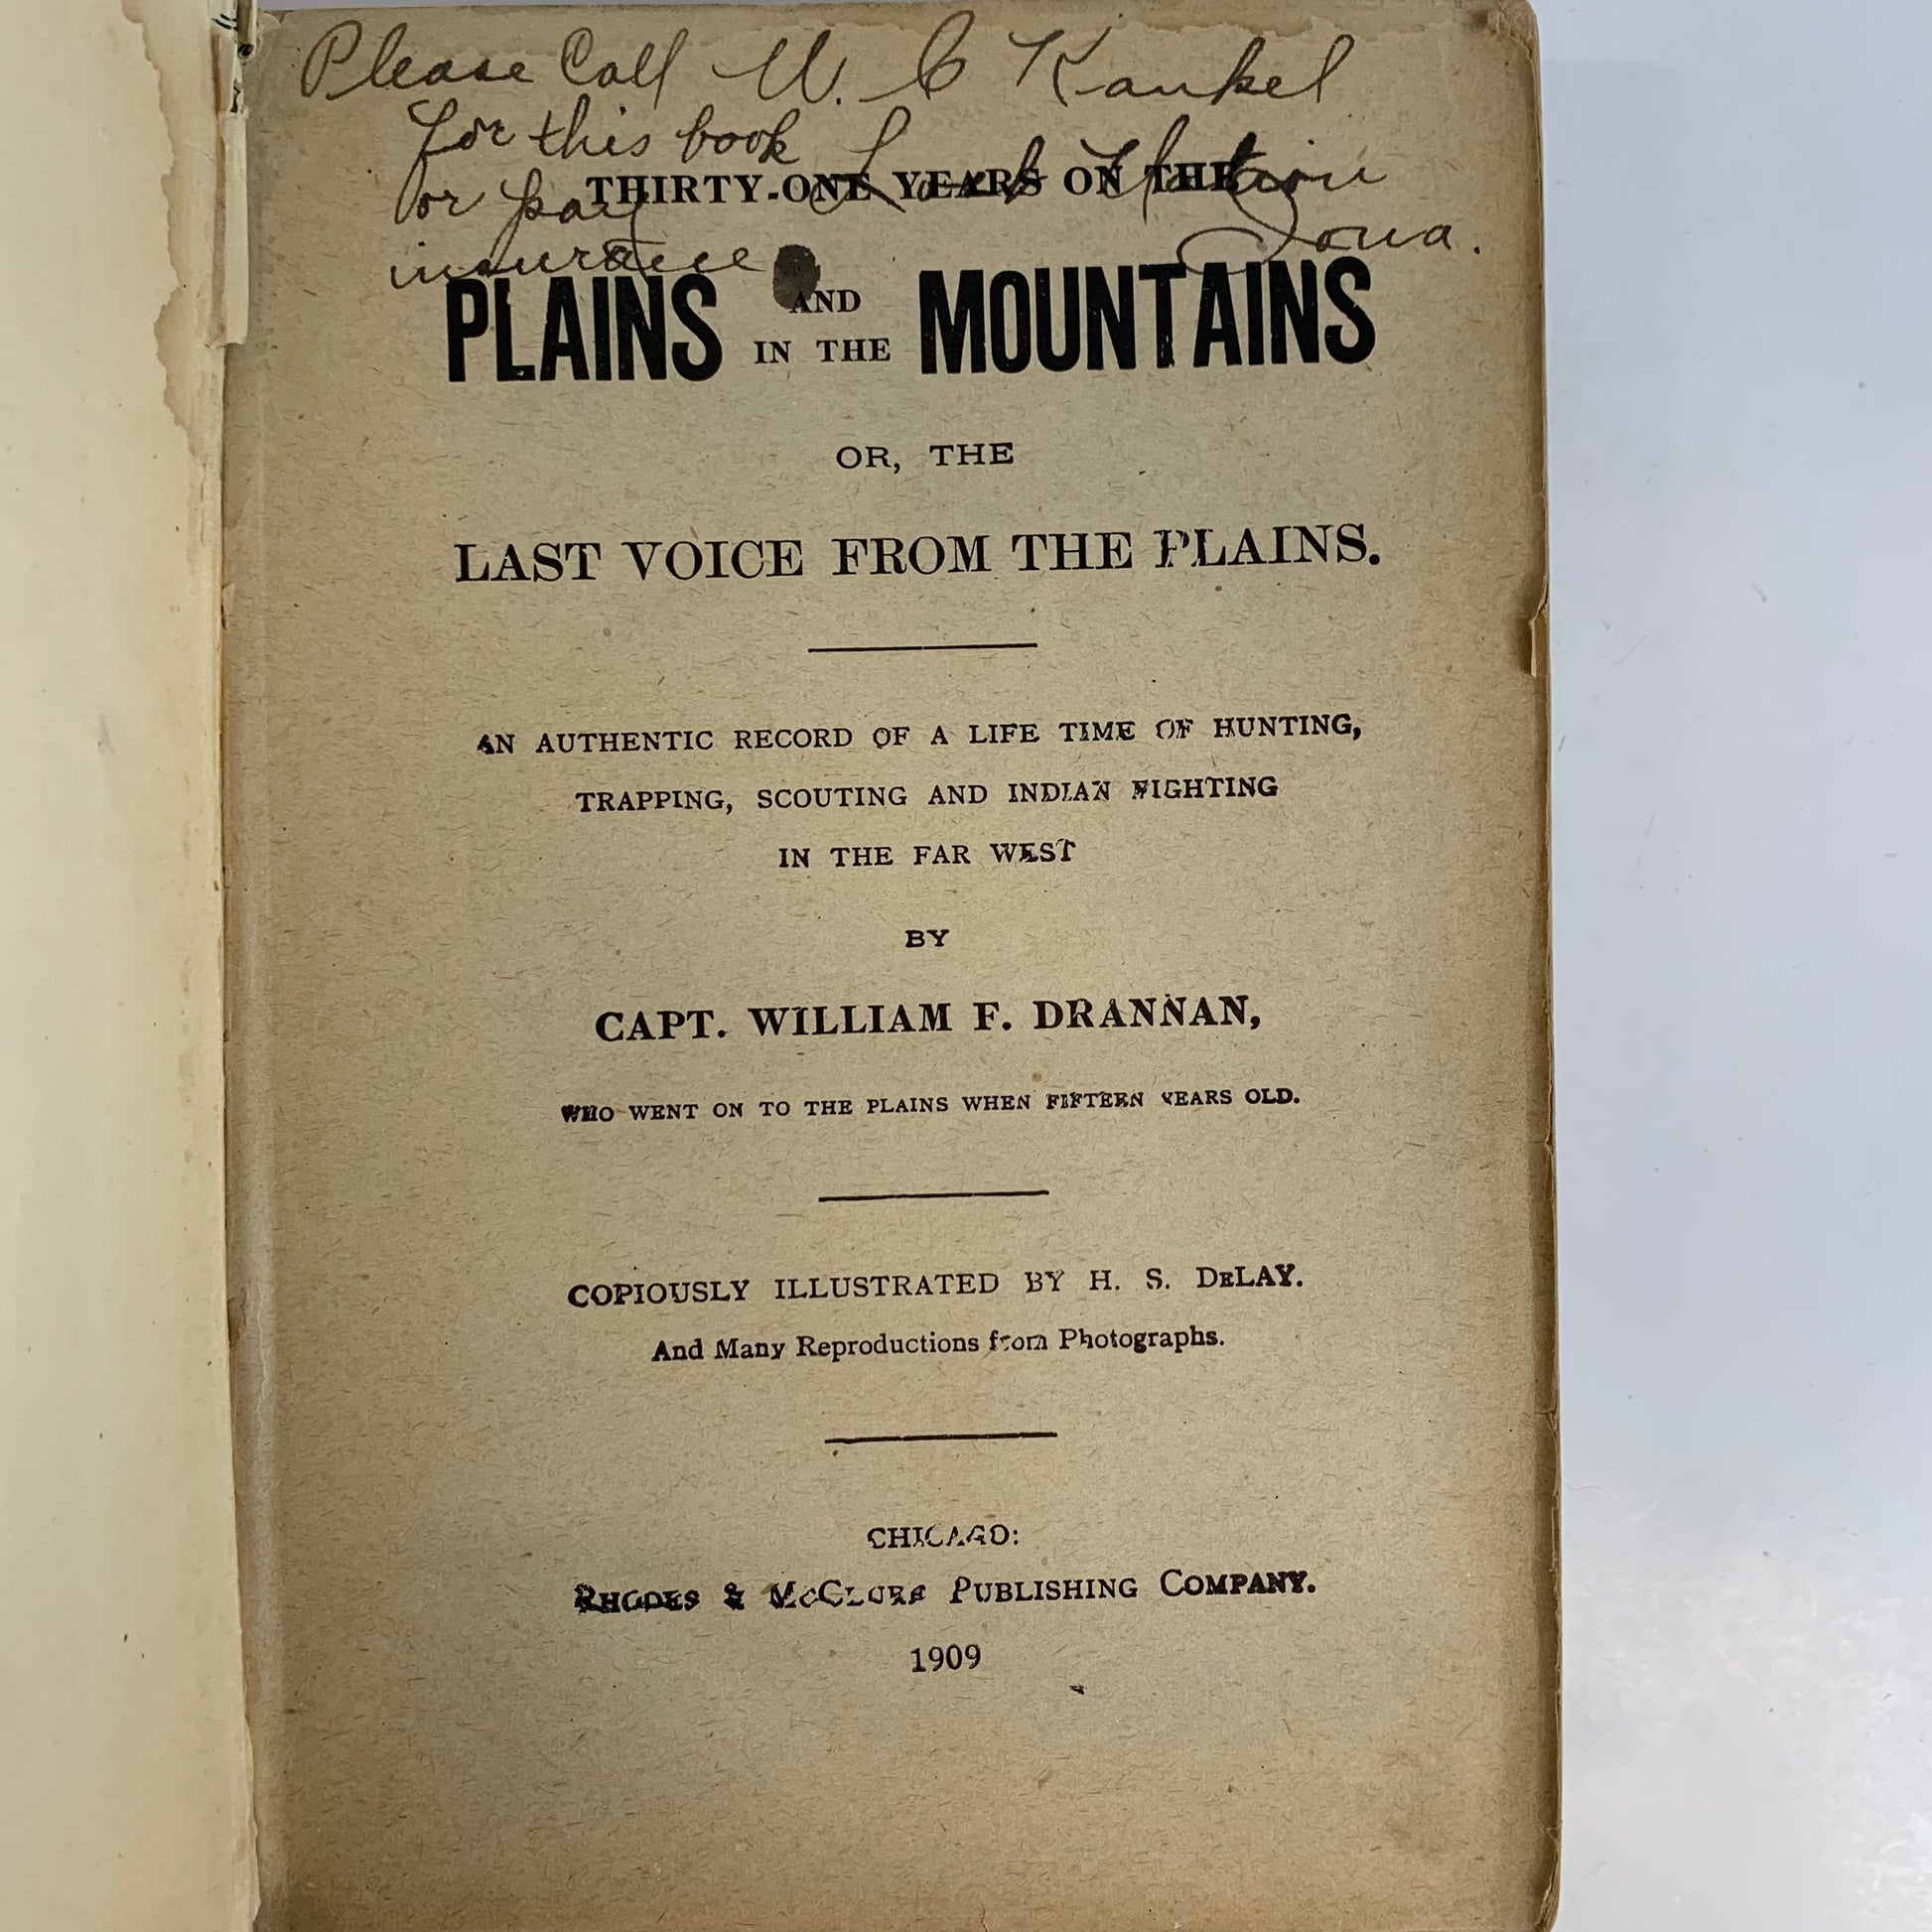 Please Call W. C Kankel
for this book
or pay
insurance
Iowa.
THIRTY-ONE YEARS ON THE
PLAINS AND IN THE MOUNTAINS
OR, THE
LAST VOICE FROM THE PLAINS.
AN AUTHENTIC RECORD OF A LIFE TIME OF HUNTING,
TRAPPING, SCOUTING AND INDIAN FIGHTING
IN THE FAR WEST
BY
CAPT. WILLIAM F. DRANNAN,
WHO WENT ON TO THE PLAINS WHEN FIFTEEN YEARS OLD.
COPIOUSLY ILLUSTRATED BY H. S. DELAY.
And Many Reproductions from Photographs.
CHICAGO:
RHODES & MCCLURE PUBLISHING COMPANY.
1909